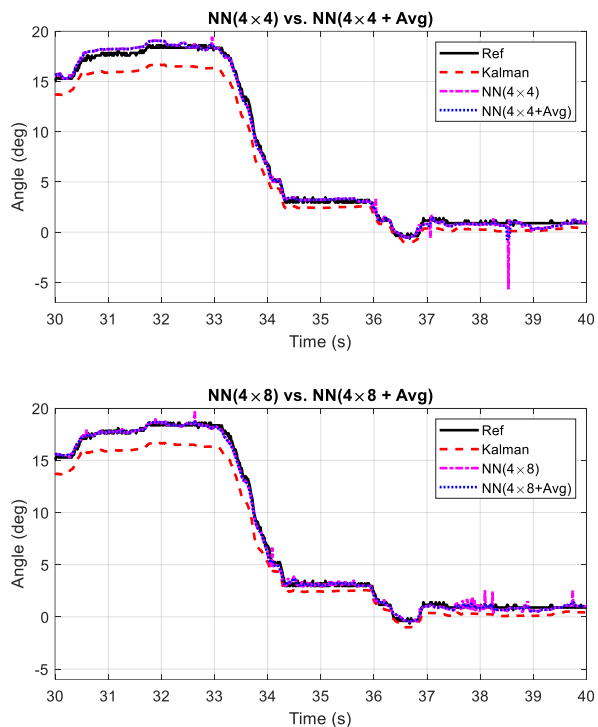 NN(4×4) vs. NN(4×4 + Avg)
20
15
10
5
0
-5
Angle (deg)
Ref
Kalman
NN(4×4)
NN(4×4+Avg)
30 31 32 33 34 35 36 37 38 39 40
Time (s)
NN(4×8) vs. NN(4×8 + Avg)
20
15
10
5
0
-5
Angle (deg)
Ref
Kalman
NN(4×8)
NN(4×8+Avg)
30 31 32 33 34 35 36 37 38 39 40
Time (s)